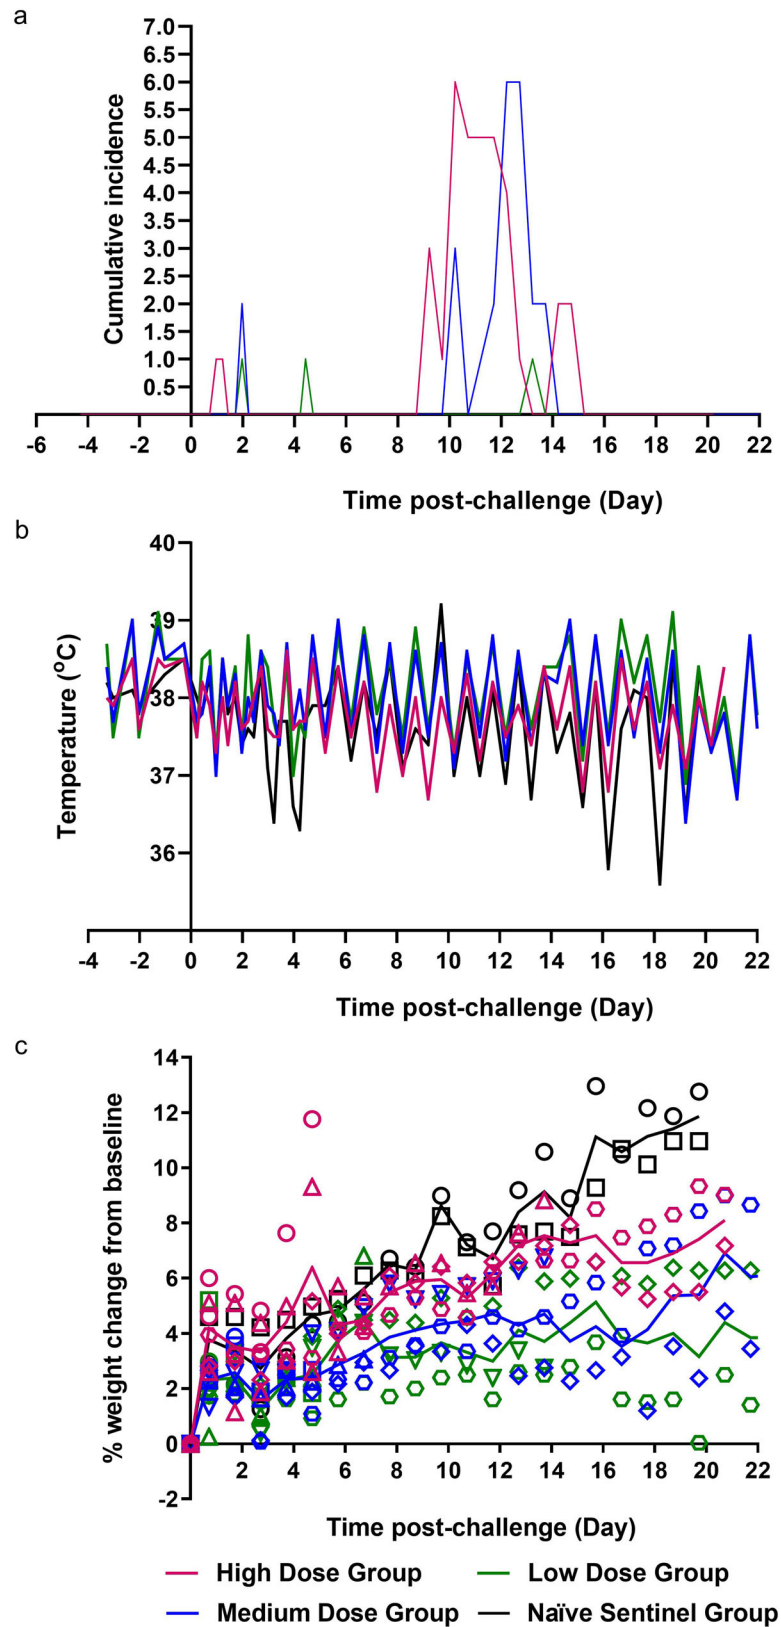 a
7.0
6.5
6.0
5.5
5.0
4.5
4.0
3.5
3.0
2.5
2.0
1.5
1.0
0.5
Cumulative incidence
-6 -4 -2 0 2 4 6 8 10 12 14 16 18 20 22
Time post-challenge (Day)
b
40
39
38
37
36
Temperature (oC)
-4 -2 0 2 4 6 8 10 12 14 16 18 20 22
Time post-challenge (Day)
c
14
12
10
8
6
4
2
0
-2
% weight change from baseline
2 4 6 8 10 12 14 16 18 20 22
Time post-challenge (Day)
High Dose Group Low Dose Group
Medium Dose Group Naïve Sentinel Group